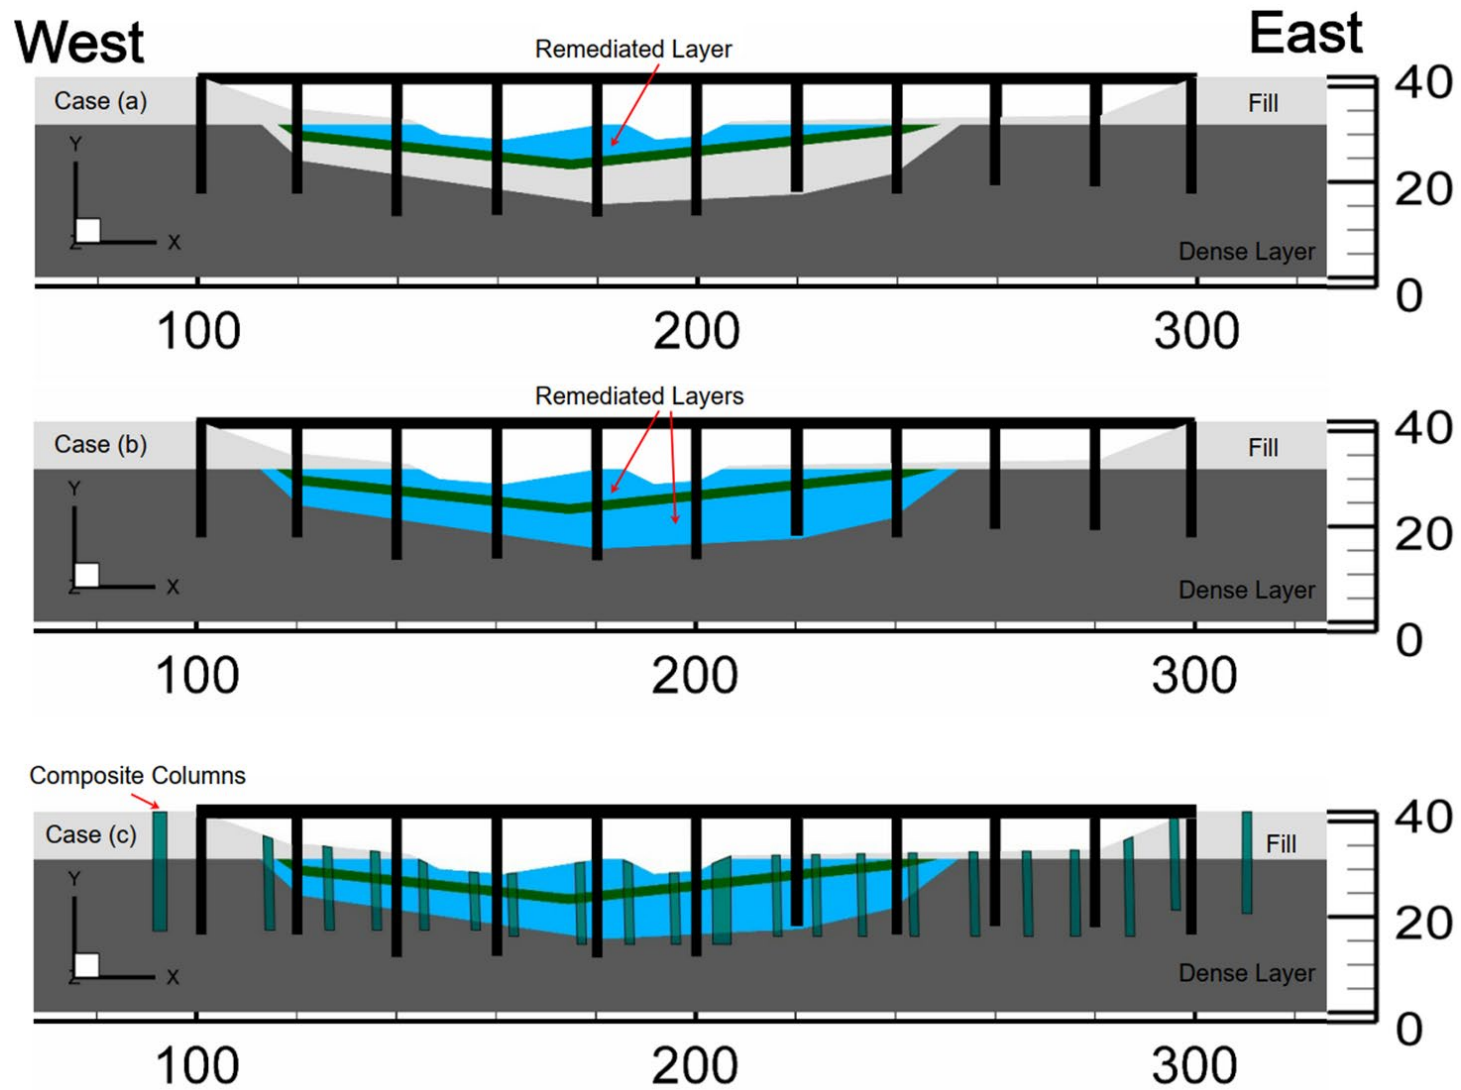 West
East
Remediated Layer
Case (a)
Fill
40
Y
20
Z
X
Dense Layer
0
100
200
300
Remediated Layers
Case (b)
Fill
40
Y
20
Z
X
Dense Layer
0
100
200
300
Composite Columns
Case (c)
Fill
40
Y
20
Z
X
Dense Layer
0
100
200
300